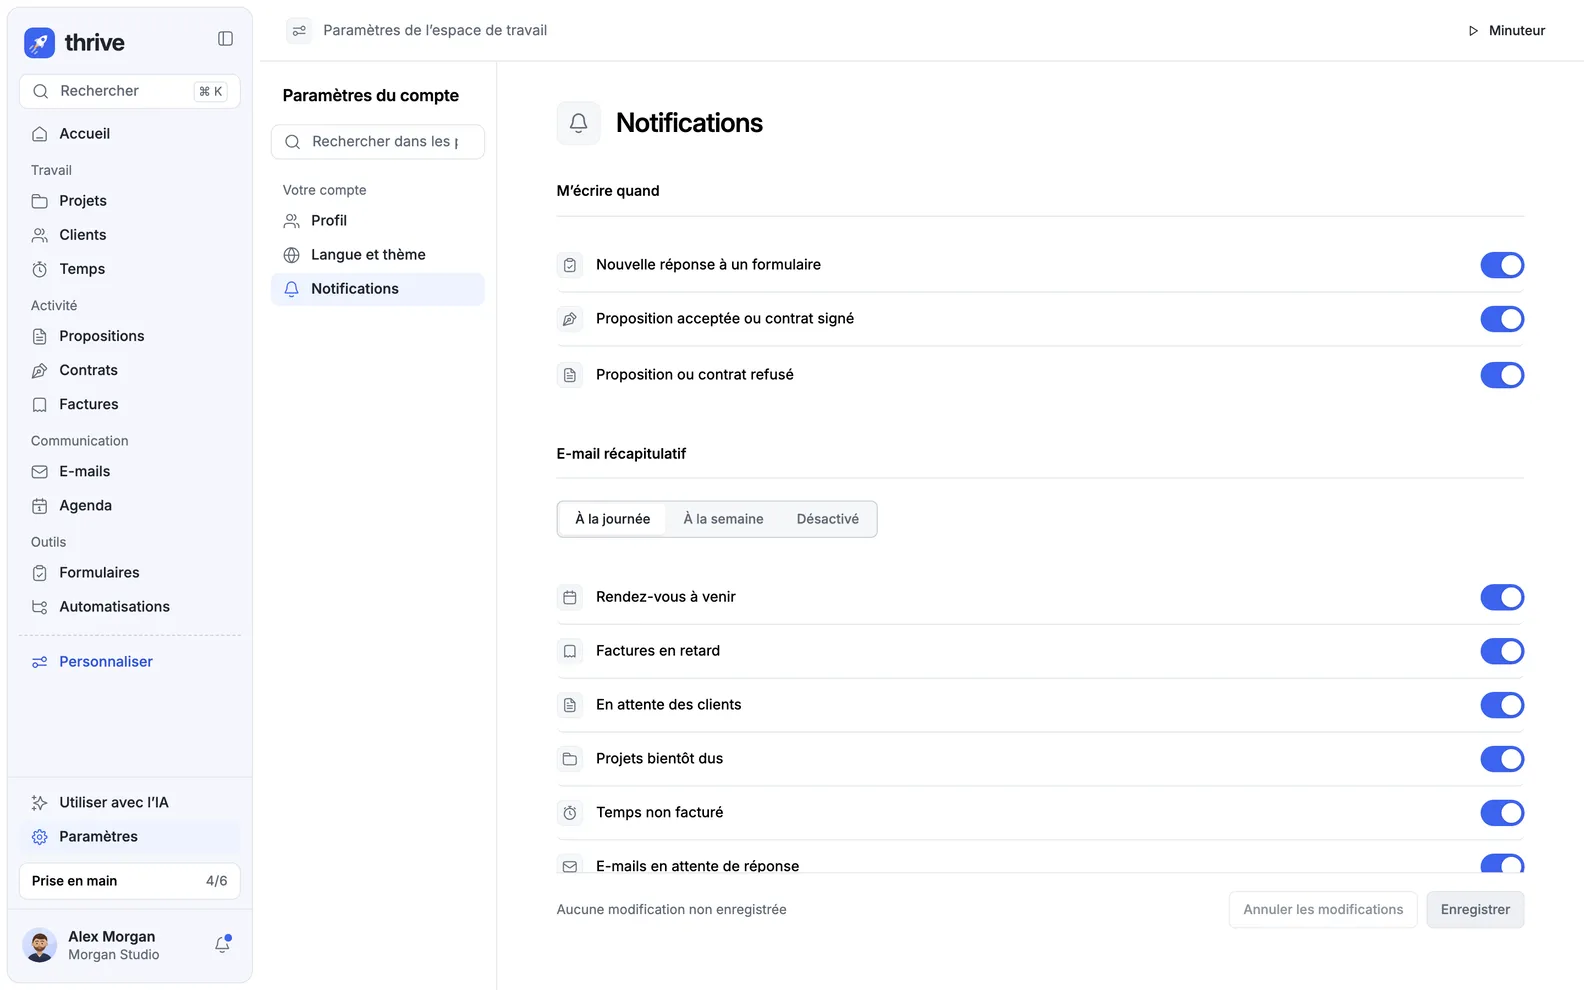 thrive
Rechercher
⌘ K
Accueil
Travail
Projets
Clients
Temps
Activité
Propositions
Contrats
Factures
Communication
E-mails
Agenda
Outils
Formulaires
Automatisations
Personnaliser
Utiliser avec l’IA
Paramètres
Prise en main
4/6
Alex Morgan
Morgan Studio
Paramètres de l’espace de travail
Minuteur
Paramètres du compte
Rechercher dans les
Votre compte
Profil
Langue et thème
Notifications
Notifications
M’écrire quand
Nouvelle réponse à un formulaire
Proposition acceptée ou contrat signé
Proposition ou contrat refusé
E-mail récapitulatif
À la journée
À la semaine
Désactivé
Rendez-vous à venir
Factures en retard
En attente des clients
Projets bientôt dus
Temps non facturé
E-mails en attente de réponse
Aucune modification non enregistrée
Annuler les modifications
Enregistrer